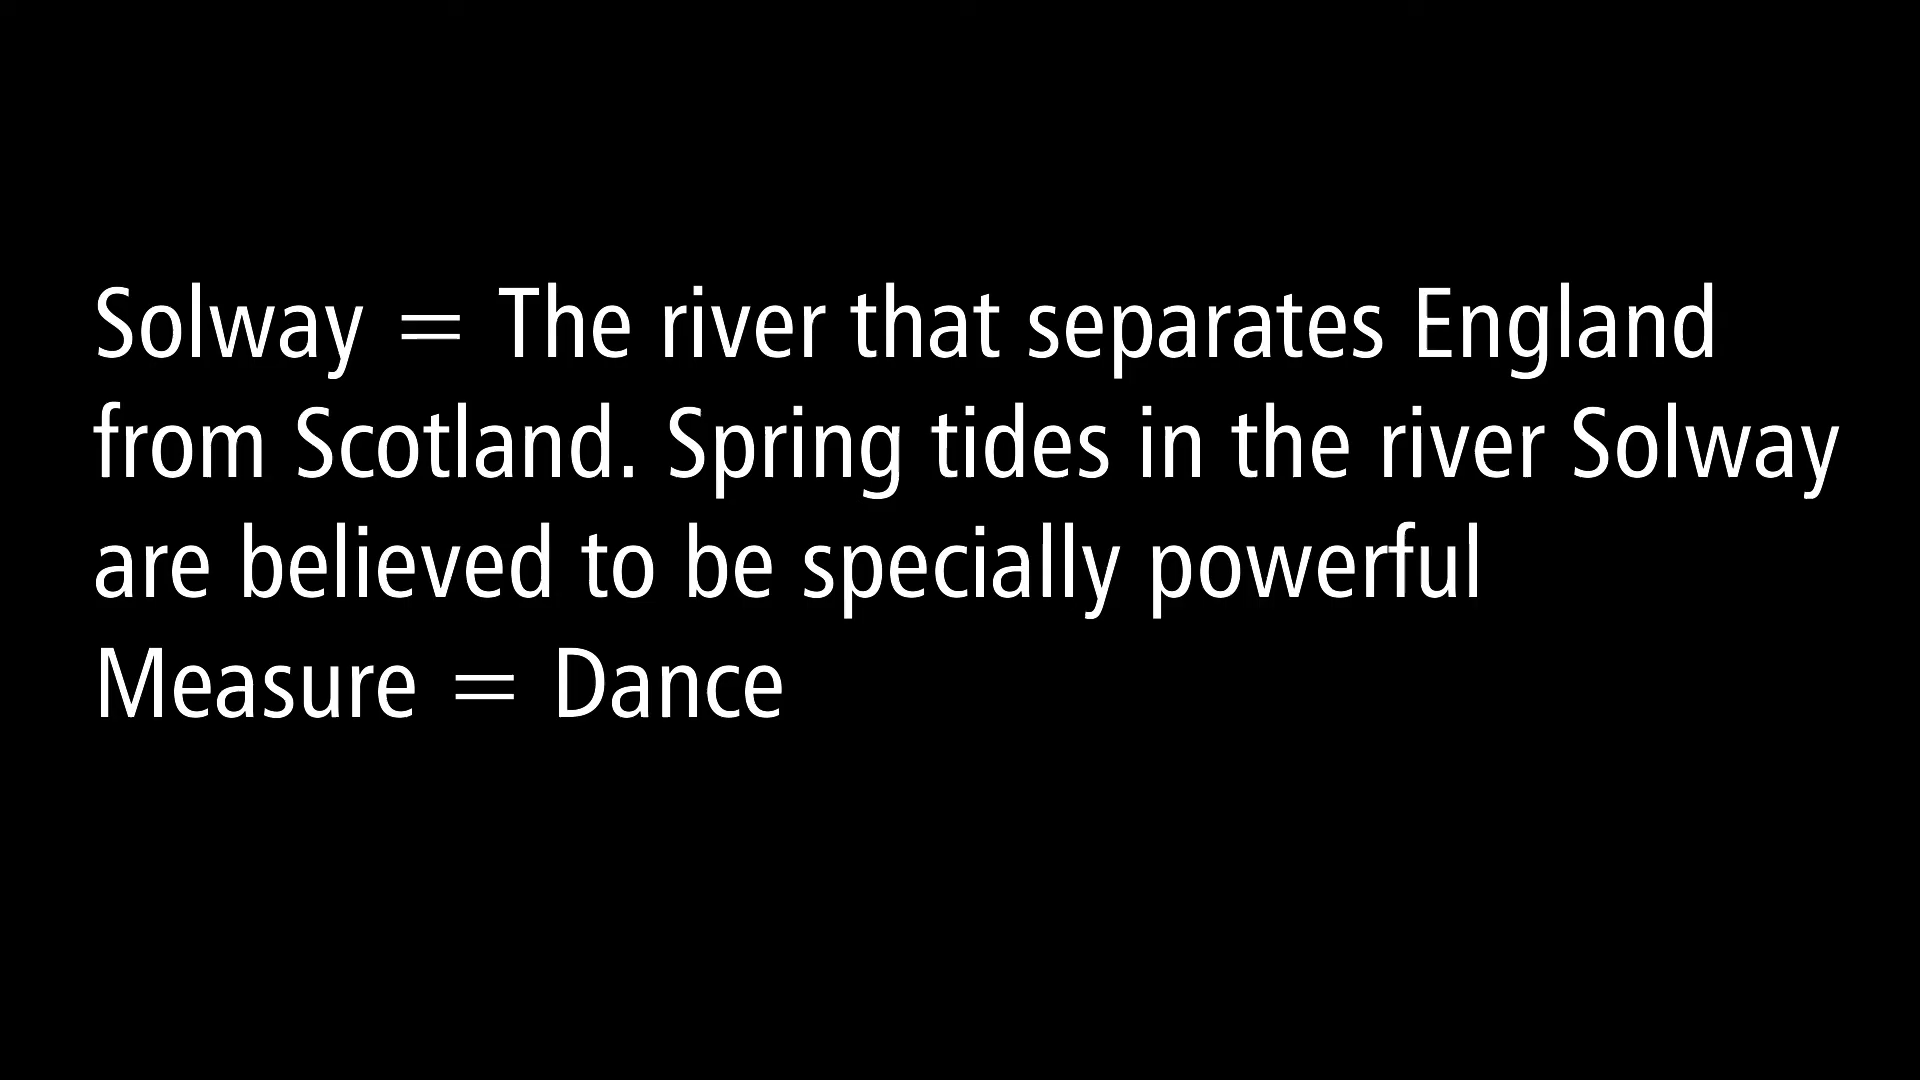 Solway = The river that separates England
from Scotland. Spring tides in the river Solway
are believed to be specially powerful
Measure = Dance